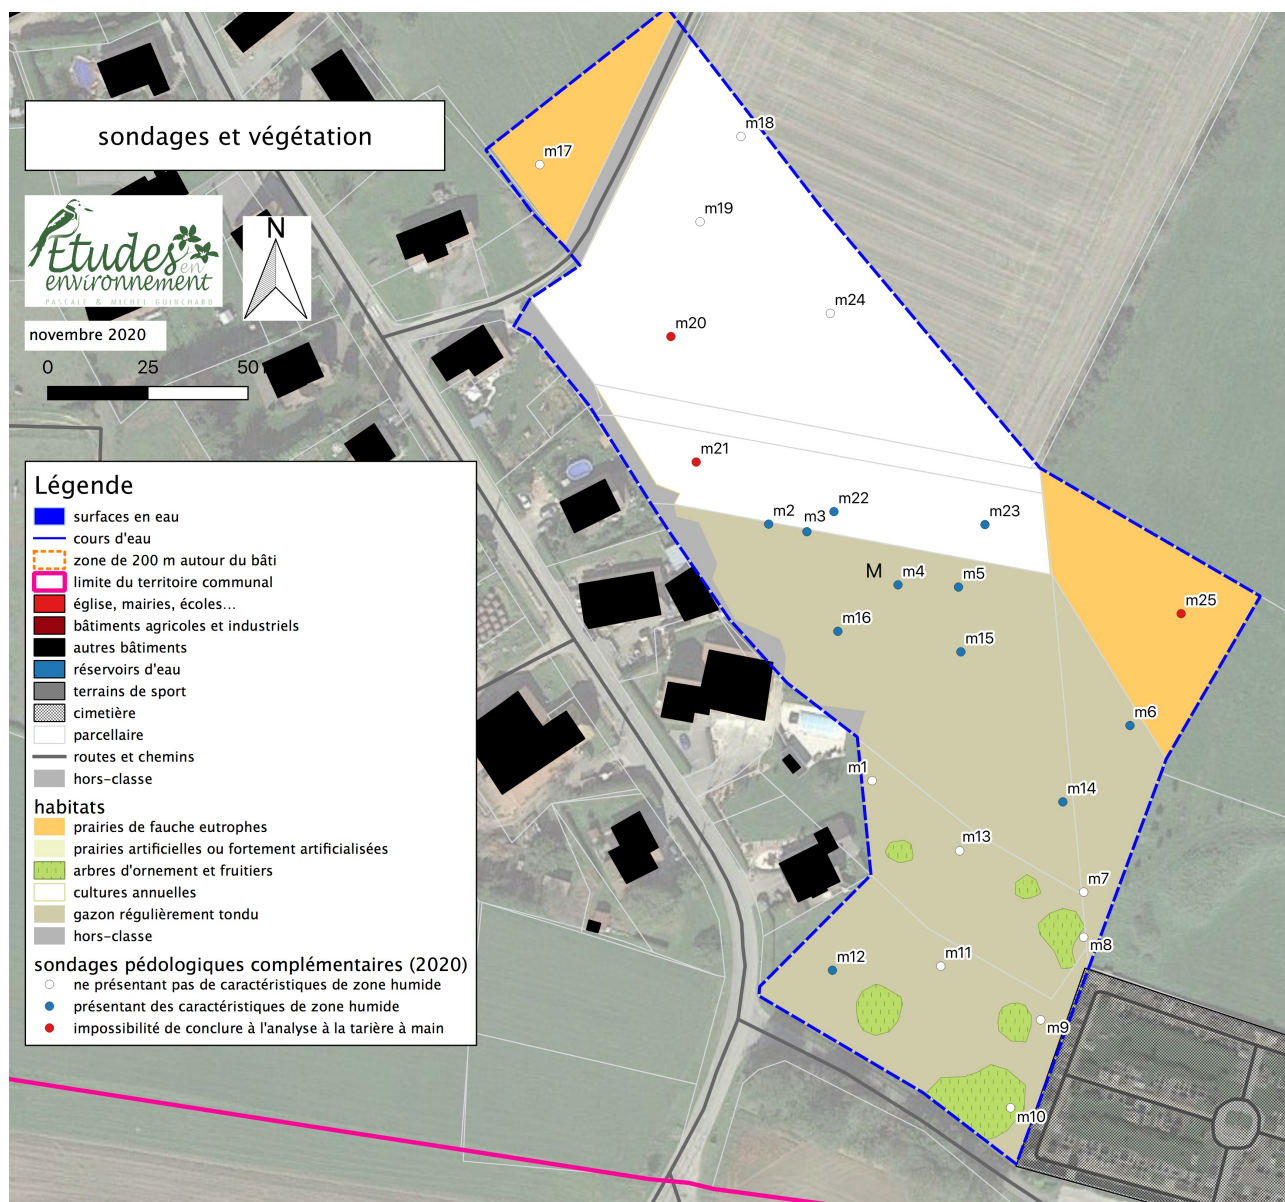 sondages et végétation
Études
en
environnement
PASCALE & MICHEL GUINCHARD
N
novembre 2020
0 25 50
Légende
surfaces en eau
cours d'eau
zone de 200 m autour du bâti
limite du territoire communal
église, mairies, écoles...
bâtiments agricoles et industriels
autres bâtiments
réservoirs d'eau
terrains de sport
cimetière
parcellaire
routes et chemins
hors-classe
habitats
prairies de fauche eutrophes
prairies artificielles ou fortement artificialisées
arbres d'ornement et fruitiers
cultures annuelles
gazon régulièrement tondu
hors-classe
sondages pédologiques complémentaires (2020)
ne présentant pas de caractéristiques de zone humide
présentant des caractéristiques de zone humide
impossibilité de conclure à l'analyse à la tarière à main
m18
m17
m19
m24
m20
m21
m22
m2
m3
m23
M
m4
m5
m25
m16
m15
m6
m1
m14
m13
m7
m8
m11
m12
m9
m10